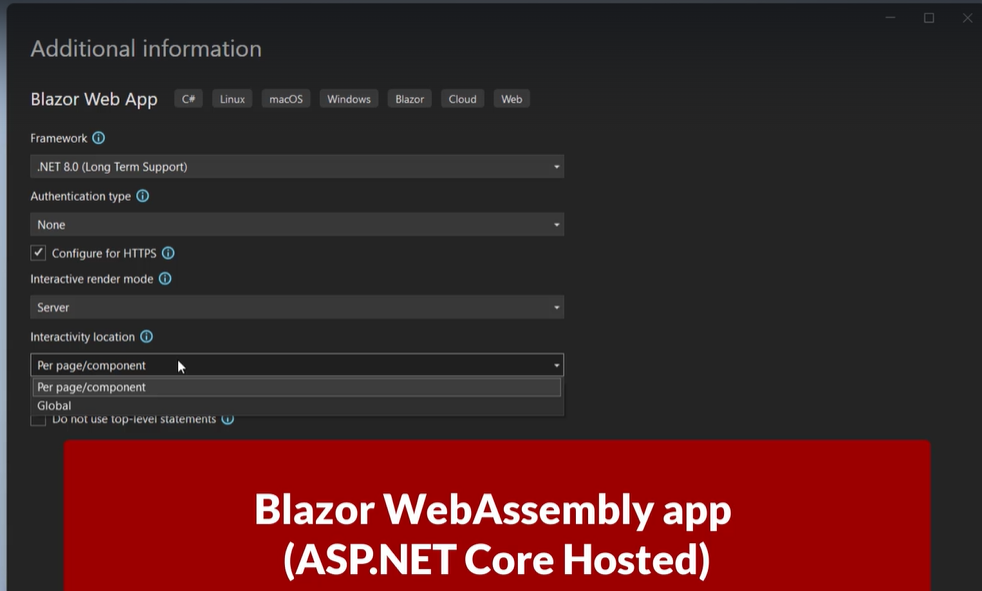 Additional information
Blazor Web App C# Linux macOS Windows Blazor Cloud Web
Framework
.NET 8.0 (Long Term Support)
Authentication type
None
Configure for HTTPS
Interactive render mode
Server
Interactivity location
Per page/component
Per page/component
Global
Do not use top-level statements
Blazor WebAssembly app
(ASP.NET Core Hosted)